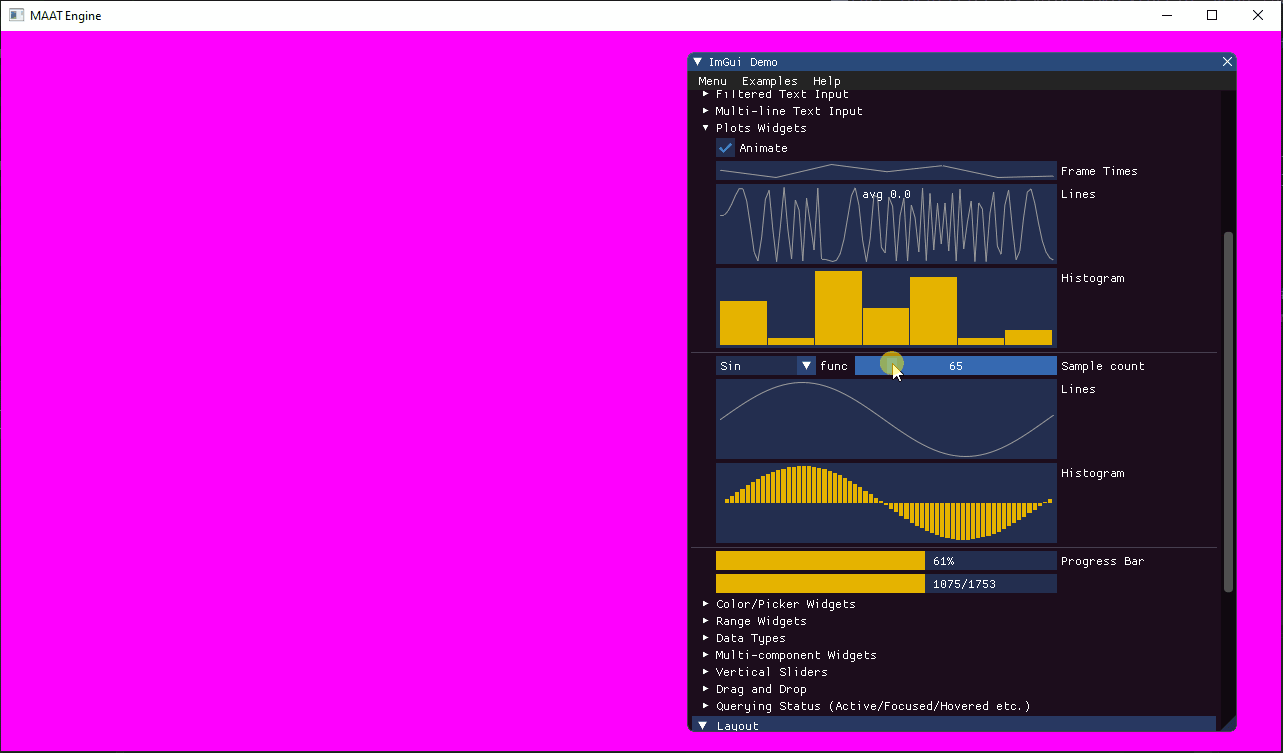 MAAT Engine
ImGui Demo
Menu Examples Help
Filtered Text Input
Multi-line Text Input
Plots Widgets
Animate
Frame Times
avg 0.0 Lines
Histogram
Sin func 65 Sample count
Lines
Histogram
61% Progress Bar
1075/1753
Color/Picker Widgets
Range Widgets
Data Types
Multi-component Widgets
Vertical Sliders
Drag and Drop
Querying Status (Active/Focused/Hovered etc.)
Layout